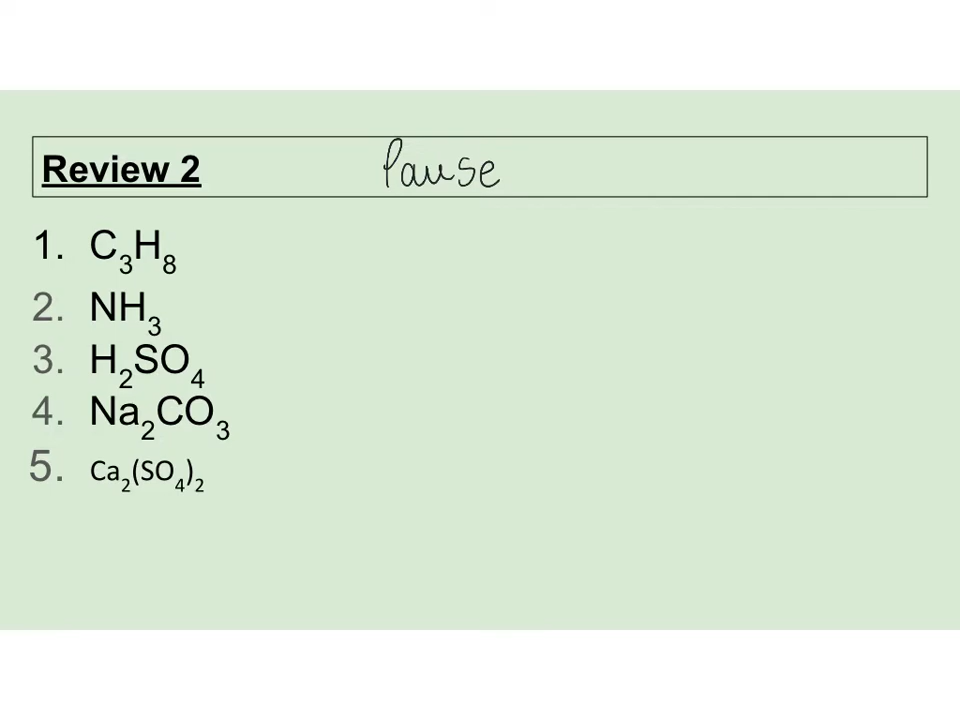 Review 2 Pause
1. C₃H₈
2. NH₃
3. H₂SO₄
4. Na₂CO₃
5. Ca₂(SO₄)₂